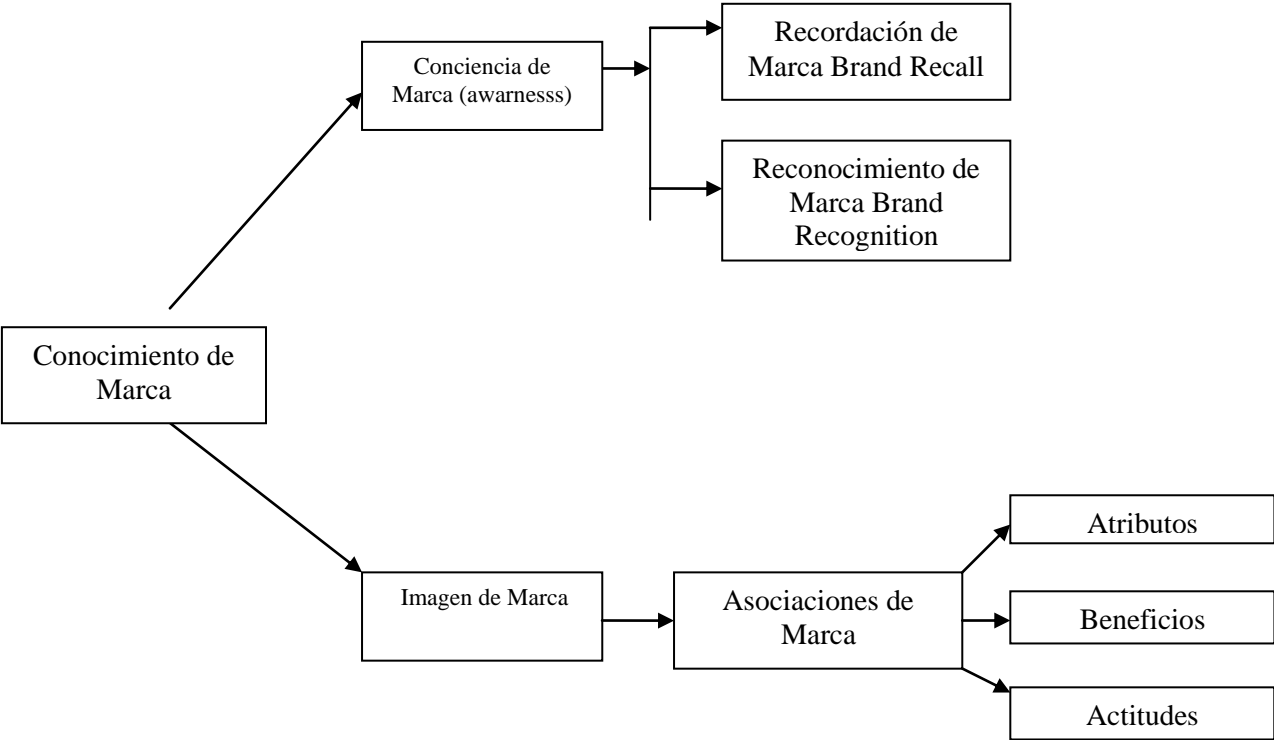 Recordación de
Marca Brand Recall
Conciencia de
Marca (awarnesss)
Reconocimiento de
Marca Brand
Recognition
Conocimiento de
Marca
Atributos
Imagen de Marca
Asociaciones de
Marca
Beneficios
Actitudes